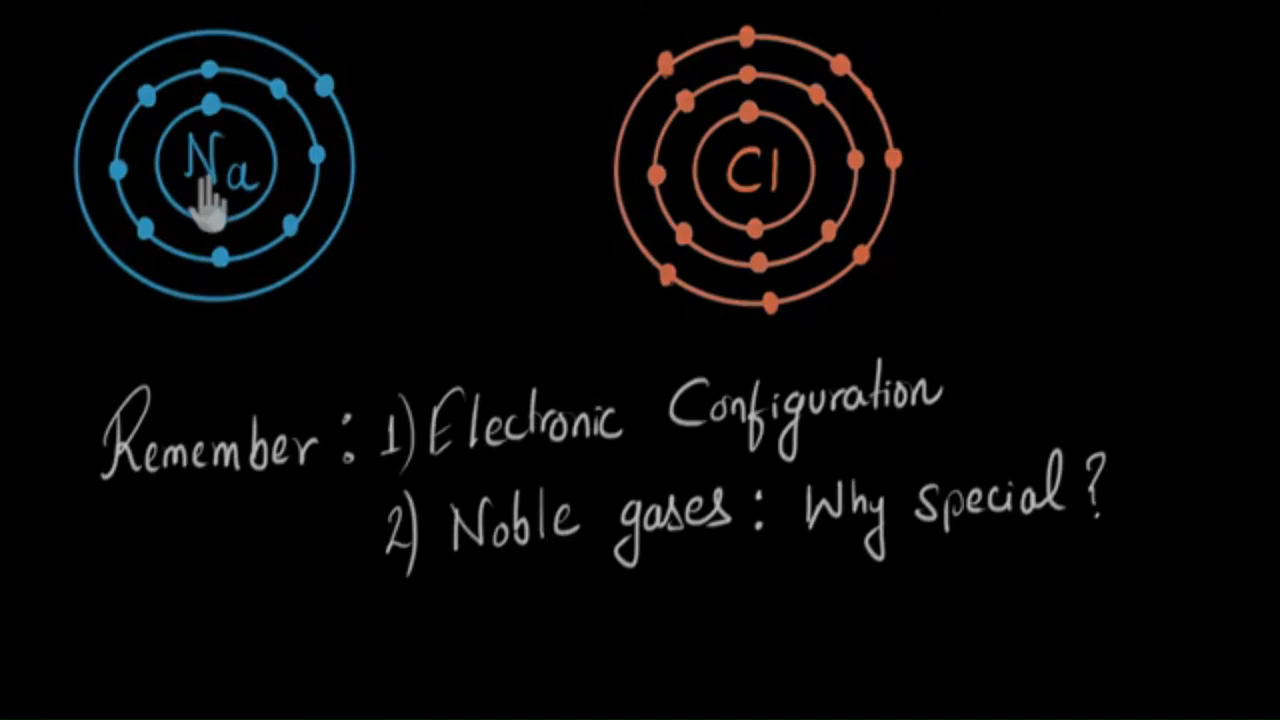 Na Cl
Remember: 1) Electronic Configuration
2) Noble gases: Why special?